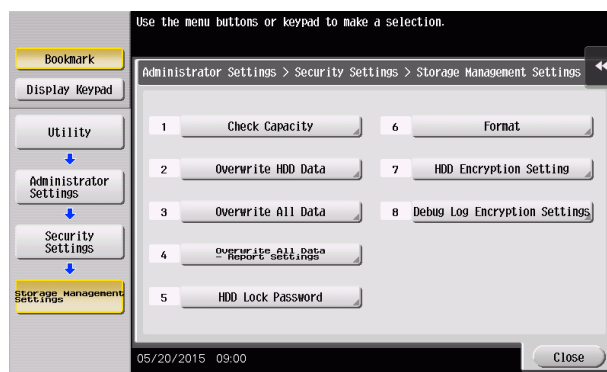 Use the menu buttons or keypad to make a selection.
Bookmark
Display Keypad
Utility
Administrator
Settings
Security
Settings
Storage Management
Settings
Administrator Settings > Security Settings > Storage Management Settings
1 Check Capacity
2 Overwrite HDD Data
3 Overwrite All Data
4 Overwrite All Data
- Report Settings
5 HDD Lock Password
6 Format
7 HDD Encryption Setting
8 Debug Log Encryption Settings
05/20/2015 09:00
Close